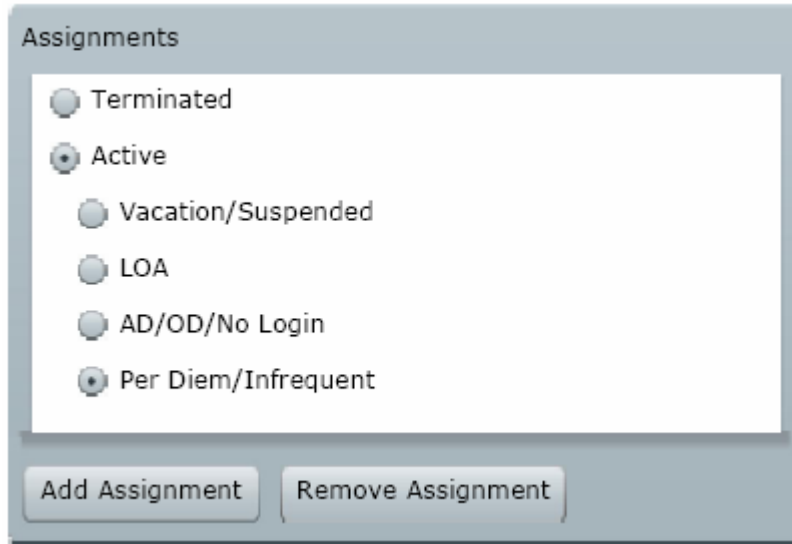 Assignments
Terminated
Active
Vacation/Suspended
LOA
AD/OD/No Login
Per Diem/Infrequent
Add Assignment
Remove Assignment